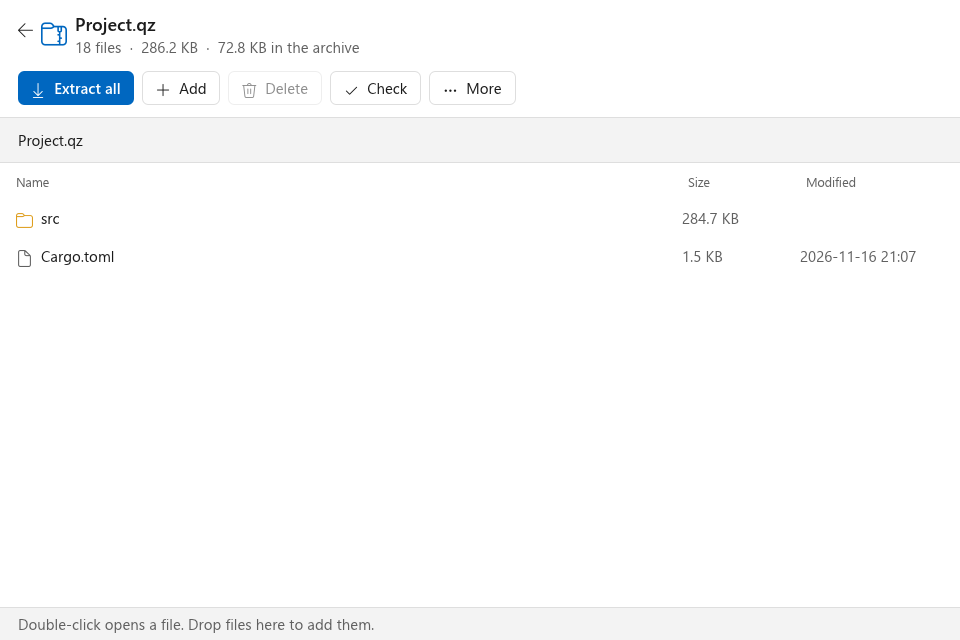 Project.qz
18 files · 286.2 KB · 72.8 KB in the archive
Extract all
Add
Delete
Check
More
Project.qz
Name Size Modified
src 284.7 KB
Cargo.toml 1.5 KB 2026-11-16 21:07
Double-click opens a file. Drop files here to add them.